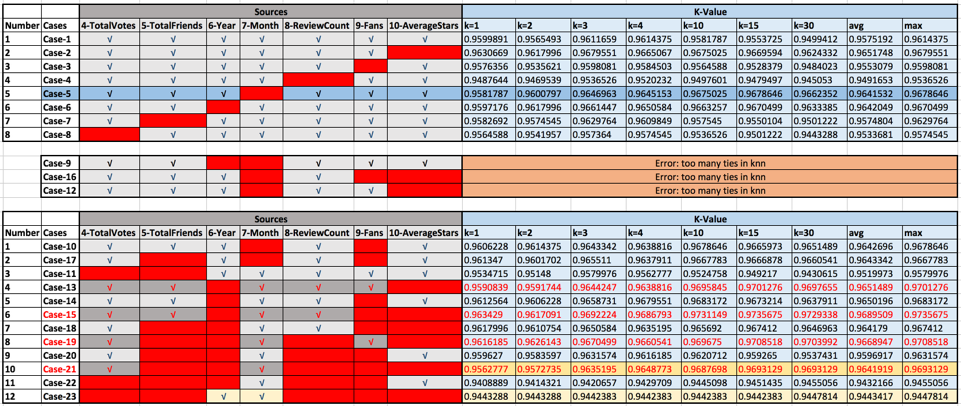 Sources K-Value
Number Cases 4-TotalVotes 5-TotalFriends 6-Year 7-Month 8-ReviewCount 9-Fans 10-AverageStars k=1 k=2 k=3 k=4 k=10 k=15 k=30 avg max
1 Case-1 √ √ √ √ √ √ √ 0.9599891 0.9565493 0.9611659 0.9614375 0.9581787 0.9553725 0.9499412 0.9575192 0.9614375
2 Case-2 √ √ √ √ √ √ 0.9630669 0.9617996 0.9679551 0.9665067 0.9675025 0.9669594 0.9624332 0.9651748 0.9679551
3 Case-3 √ √ √ √ √ √ 0.9576356 0.9535621 0.9598081 0.9584503 0.9564588 0.9528379 0.9484023 0.9553079 0.9598081
4 Case-4 √ √ √ √ √ √ 0.9487644 0.9469539 0.9536526 0.9520232 0.9497601 0.9479497 0.945053 0.9491653 0.9536526
5 Case-5 √ √ √ √ √ √ 0.9581787 0.9600797 0.9646963 0.9645153 0.9675025 0.9678646 0.9662352 0.9641532 0.9678646
6 Case-6 √ √ √ √ √ √ 0.9597176 0.9617996 0.9661447 0.9650584 0.9663257 0.9670499 0.9633385 0.9642049 0.9670499
7 Case-7 √ √ √ √ √ √ 0.9582692 0.9574545 0.9629764 0.9609849 0.957545 0.9550104 0.9501222 0.9574804 0.9629764
8 Case-8 √ √ √ √ √ √ 0.9564588 0.9541957 0.957364 0.9574545 0.9536526 0.9501222 0.9443288 0.9533681 0.9574545
Case-9 √ √ √ √ √ Error: too many ties in knn
Case-16 √ √ √ √ Error: too many ties in knn
Case-12 √ √ √ √ √ Error: too many ties in knn
Sources K-Value
Number Cases 4-TotalVotes 5-TotalFriends 6-Year 7-Month 8-ReviewCount 9-Fans 10-AverageStars k=1 k=2 k=3 k=4 k=10 k=15 k=30 avg max
1 Case-10 √ √ √ √ √ 0.9606228 0.9614375 0.9643342 0.9638816 0.9678646 0.9665973 0.9651489 0.9642696 0.9678646
2 Case-17 √ √ √ √ 0.961347 0.9601702 0.965511 0.9637911 0.9667783 0.9666878 0.9660541 0.9643342 0.9667783
3 Case-11 √ √ √ √ √ 0.9534715 0.95148 0.9579976 0.9562777 0.9524758 0.949217 0.9430615 0.9519973 0.9579976
4 Case-13 √ √ √ √ √ 0.9590839 0.9591744 0.9644247 0.9638816 0.9695845 0.9701276 0.9697655 0.9651489 0.9701276
5 Case-14 √ √ √ √ √ 0.9612564 0.9606228 0.9658731 0.9679551 0.9683172 0.9673214 0.9637911 0.9650196 0.9683172
6 Case-15 √ √ √ √ 0.963429 0.9617091 0.9692224 0.9686793 0.9731149 0.9735675 0.9729338 0.9689509 0.9735675
7 Case-18 √ √ √ 0.9617996 0.9610754 0.9650584 0.9635195 0.965692 0.967412 0.9646963 0.964179 0.967412
8 Case-19 √ √ √ 0.9616185 0.9620143 0.9670499 0.9660541 0.969675 0.9708518 0.9703992 0.9668947 0.9708518
9 Case-20 √ √ √ 0.959627 0.9583597 0.9631574 0.9616185 0.9620712 0.959265 0.9537431 0.9596917 0.9631574
10 Case-21 √ √ 0.9562777 0.9572735 0.9635195 0.9648773 0.9687698 0.9693129 0.9693129 0.9641919 0.9693129
11 Case-22 √ √ 0.9408889 0.9414321 0.9420657 0.9429709 0.9445098 0.9451435 0.9455056 0.9432166 0.9455056
12 Case-23 √ √ 0.9443288 0.9443288 0.9442383 0.9442383 0.9442383 0.9442383 0.9447814 0.9443417 0.9447814